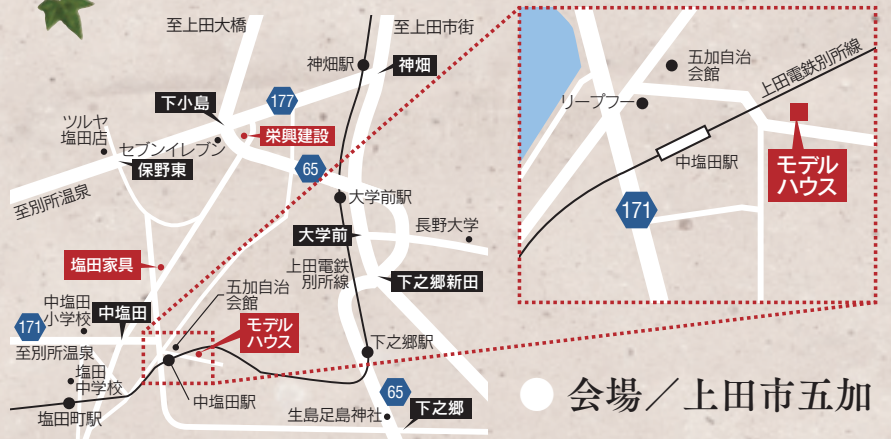 至上田大橋
至上田市街
神畑駅
神畑
下小島
177
ツルヤ
塩田店
セブンイレブン
栄興建設
保野東
65
至別所温泉
大学前駅
長野大学
大学前
塩田家具
上田電鉄
別所線
下之郷新田
五加自治
会館
中塩田
小学校
中塩田
171
モデル
ハウス
至別所温泉
下之郷駅
塩田
中学校
塩田町駅
中塩田駅
65
生島足島神社
下之郷
五加自治
会館
上田電鉄別所線
リープフー
中塩田駅
モデル
ハウス
171
会場／上田市五加